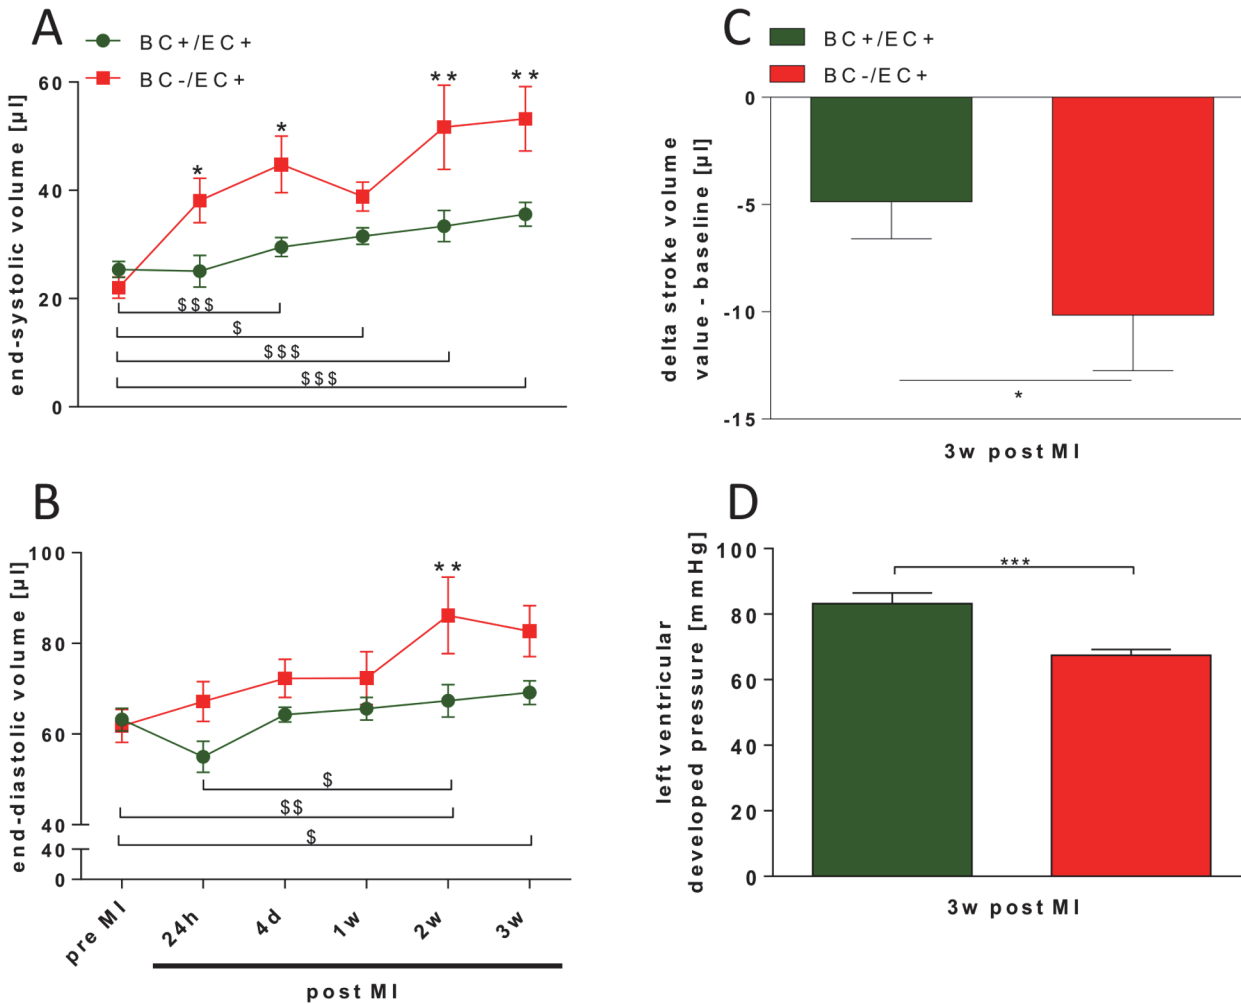 A
BC+/EC+
BC-/EC+
end-systolic volume [µl]
60
40
20
0
*
*
**
**
$$$
$
$$$
$$$
B
end-diastolic volume [µl]
100
80
60
40
40
0
**
$
$$
$
pre MI
24h
4d
1w
2w
3w
post MI
C
BC+/EC+
BC-/EC+
delta stroke volume
value - baseline [µl]
0
-5
-10
-15
*
3w post MI
D
left ventricular
developed pressure [mmHg]
100
80
60
40
20
0
***
3w post MI